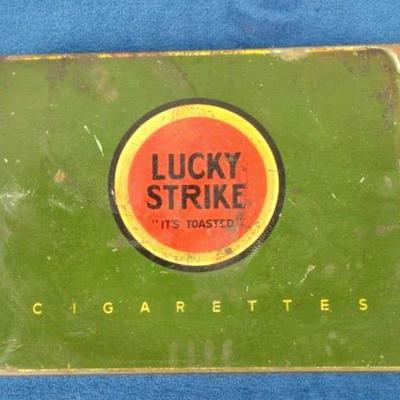 LUCKY
STRIKE
"IT'S TOASTED"
CIGARETTES